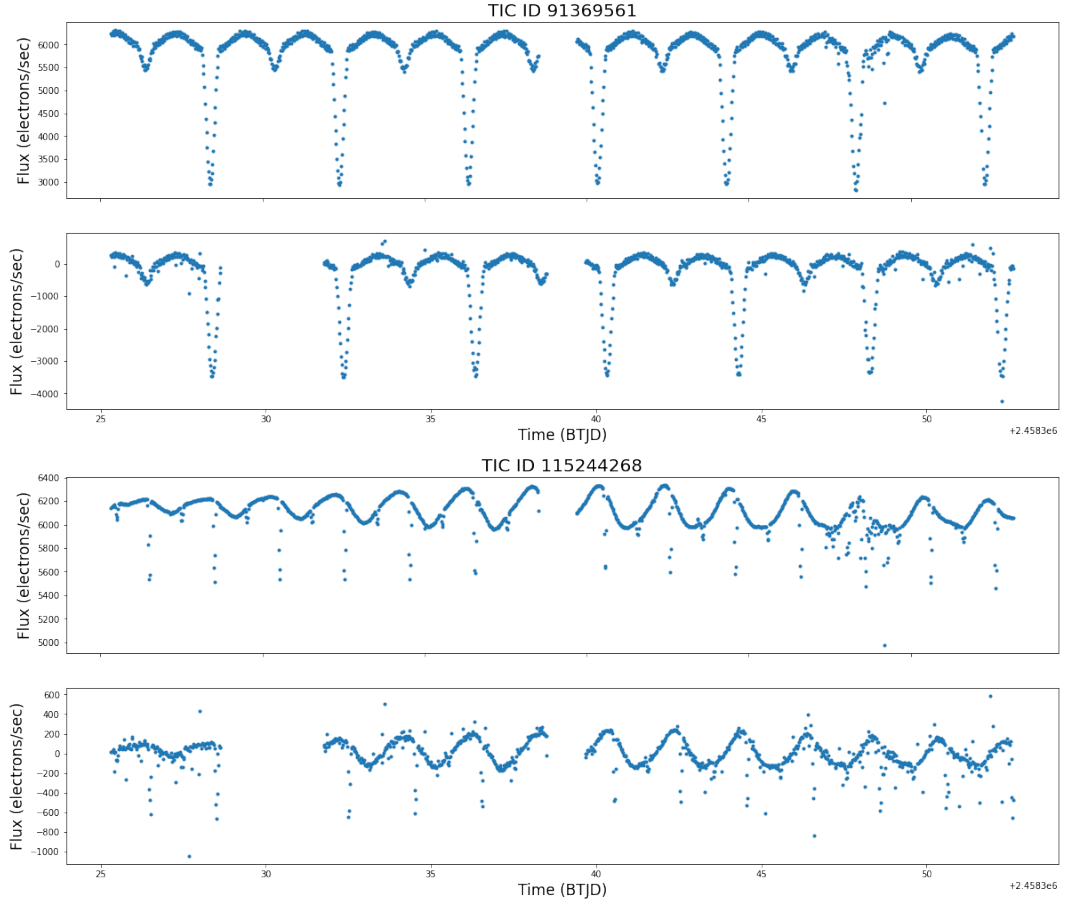 TIC ID 91369561
6000
5500
5000
4500
4000
3500
3000
Flux (electrons/sec)
0
−1000
−2000
−3000
−4000
Flux (electrons/sec)
25 30 35 40 45 50
+2.4583e6
Time (BTJD)
TIC ID 115244268
6400
6200
6000
5800
5600
5400
5200
5000
Flux (electrons/sec)
600
400
200
0
−200
−400
−600
−800
−1000
Flux (electrons/sec)
25 30 35 40 45 50
+2.4583e6
Time (BTJD)